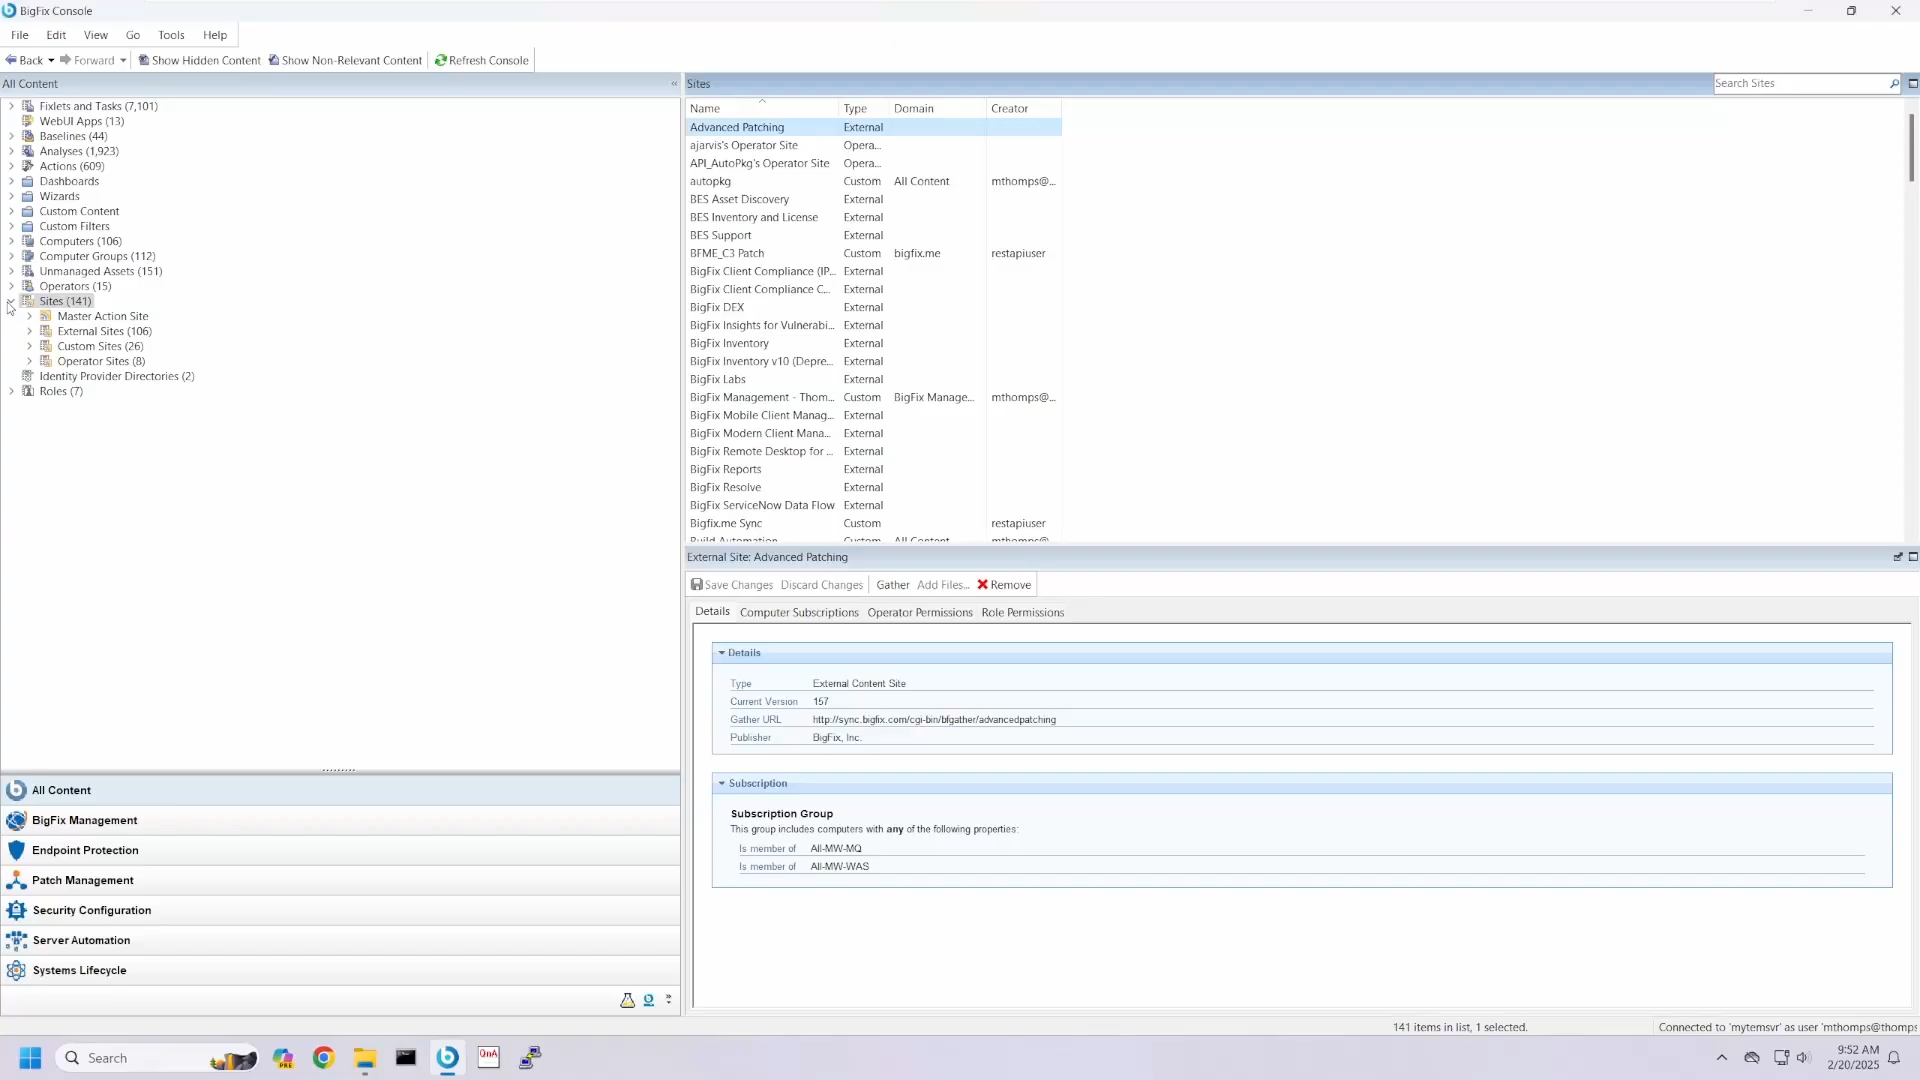 BigFix Console
File Edit View Go Tools Help
Back Forward Show Hidden Content Show Non-Relevant Content Refresh Console
All Content «
Fixlets and Tasks (7,101)
WebUI Apps (13)
Baselines (44)
Analyses (1,923)
Actions (609)
Dashboards
Wizards
Custom Content
Custom Filters
Computers (106)
Computer Groups (112)
Unmanaged Assets (151)
Operators (15)
Sites (141)
Master Action Site
External Sites (106)
Custom Sites (26)
Operator Sites (8)
Identity Provider Directories (2)
Roles (7)
All Content
BigFix Management
Endpoint Protection
Patch Management
Security Configuration
Server Automation
Systems Lifecycle
Sites Search Sites
Name Type Domain Creator
Advanced Patching External
ajarvis's Operator Site Opera...
API_AutoPkg's Operator Site Opera...
autopkg Custom All Content mthomps@...
BES Asset Discovery External
BES Inventory and License External
BES Support External
BFME_C3 Patch Custom bigfix.me restapiuser
BigFix Client Compliance (IP... External
BigFix Client Compliance C... External
BigFix DEX External
BigFix Insights for Vulnerabi... External
BigFix Inventory External
BigFix Inventory v10 (Depre... External
BigFix Labs External
BigFix Management - Thom... Custom BigFix Manage... mthomps@...
BigFix Mobile Client Manag... External
BigFix Modern Client Mana... External
BigFix Remote Desktop for ... External
BigFix Reports External
BigFix Resolve External
BigFix ServiceNow Data Flow External
Bigfix.me Sync Custom restapiuser
Build Automation Custom All Content mthomps@...
External Site: Advanced Patching
Save Changes Discard Changes Gather Add Files... Remove
Details Computer Subscriptions Operator Permissions Role Permissions
Details
Type External Content Site
Current Version 157
Gather URL http://sync.bigfix.com/cgi-bin/bfgather/advancedpatching
Publisher BigFix, Inc.
Subscription
Subscription Group
This group includes computers with any of the following properties:
Is member of All-MW-MQ
Is member of All-MW-WAS
141 items in list, 1 selected. Connected to 'mytemsvr' as user 'mthomps@thomps
Search PRE QnA 9:52 AM
2/20/2025